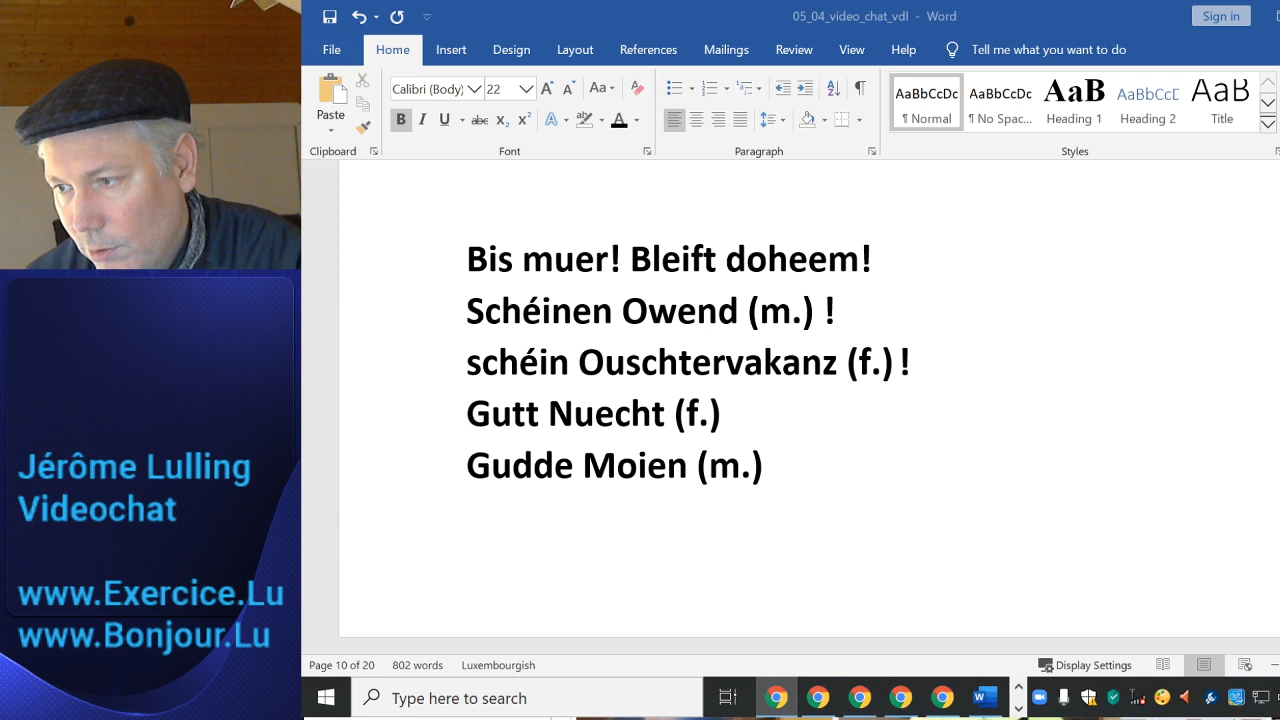 05_04_video_chat_vdl - Word
Sign in
File Home Insert Design Layout References Mailings Review View Help Tell me what you want to do
Paste
Calibri (Body) 22
Clipboard Font Paragraph Styles
AaBbCcDc AaBbCcDc AaB AaBbCcD AaB
¶ Normal ¶ No Spac... Heading 1 Heading 2 Title
Bis muer! Bleift doheem!
Schéinen Owend (m.) !
schéin Ouschtervakanz (f.) !
Gutt Nuecht (f.)
Gudde Moien (m.)
Jérôme Lulling
Videochat
www.Exercice.Lu
www.Bonjour.Lu
Page 10 of 20 802 words Luxembourgish Display Settings
Type here to search